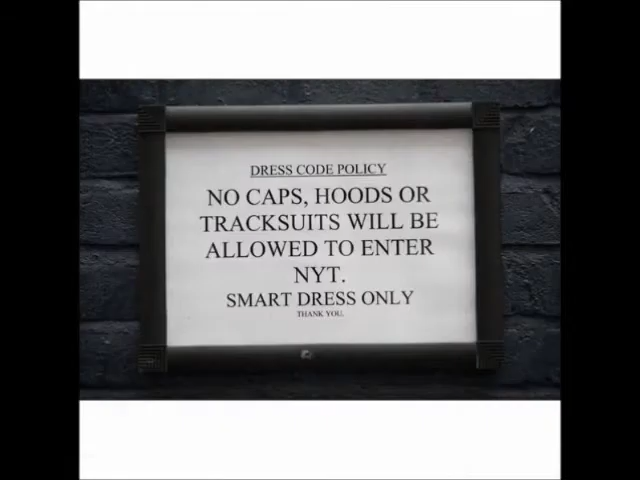 DRESS CODE POLICY
NO CAPS, HOODS OR
TRACKSUITS WILL BE
ALLOWED TO ENTER
NYT.
SMART DRESS ONLY
THANK YOU.